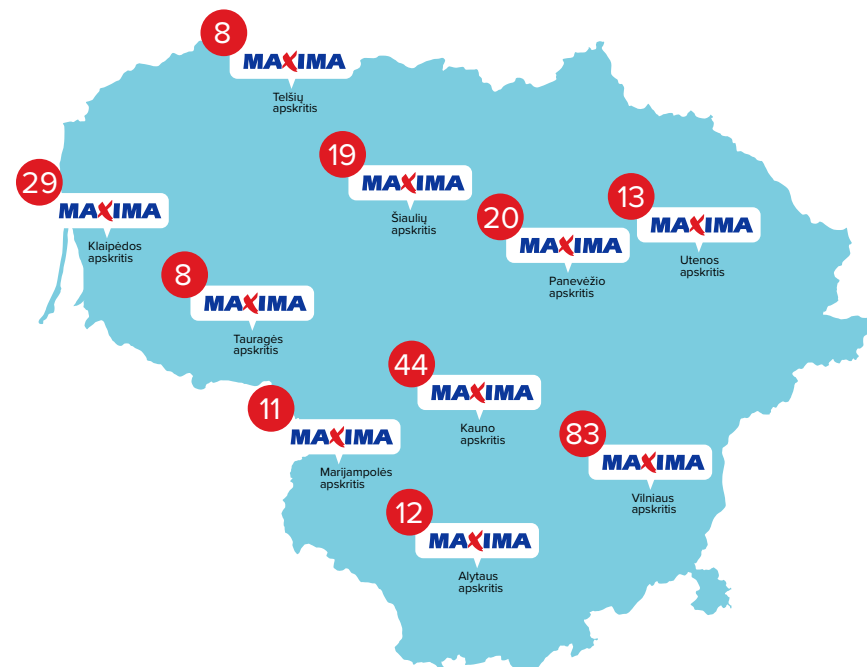 8
MAXIMA
Telšių
apskritis
19
MAXIMA
Šiaulių
apskritis
29
MAXIMA
Klaipėdos
apskritis
20
MAXIMA
Panevėžio
apskritis
13
MAXIMA
Utenos
apskritis
8
MAXIMA
Tauragės
apskritis
44
MAXIMA
Kauno
apskritis
11
MAXIMA
Marijampolės
apskritis
83
MAXIMA
Vilniaus
apskritis
12
MAXIMA
Alytaus
apskritis